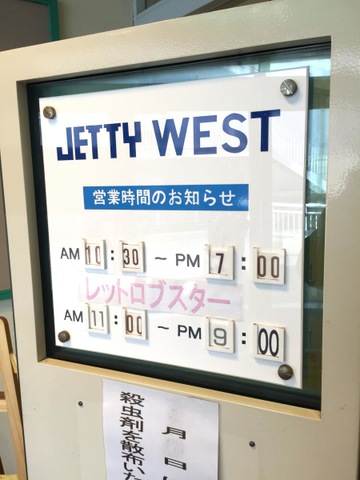 JETTY WEST
営業時間のお知らせ
AM 10:30 ~ PM 7:00
レットロブスター
AM 11:00 ~ PM 9:00
月 日
殺虫剤を散布いた